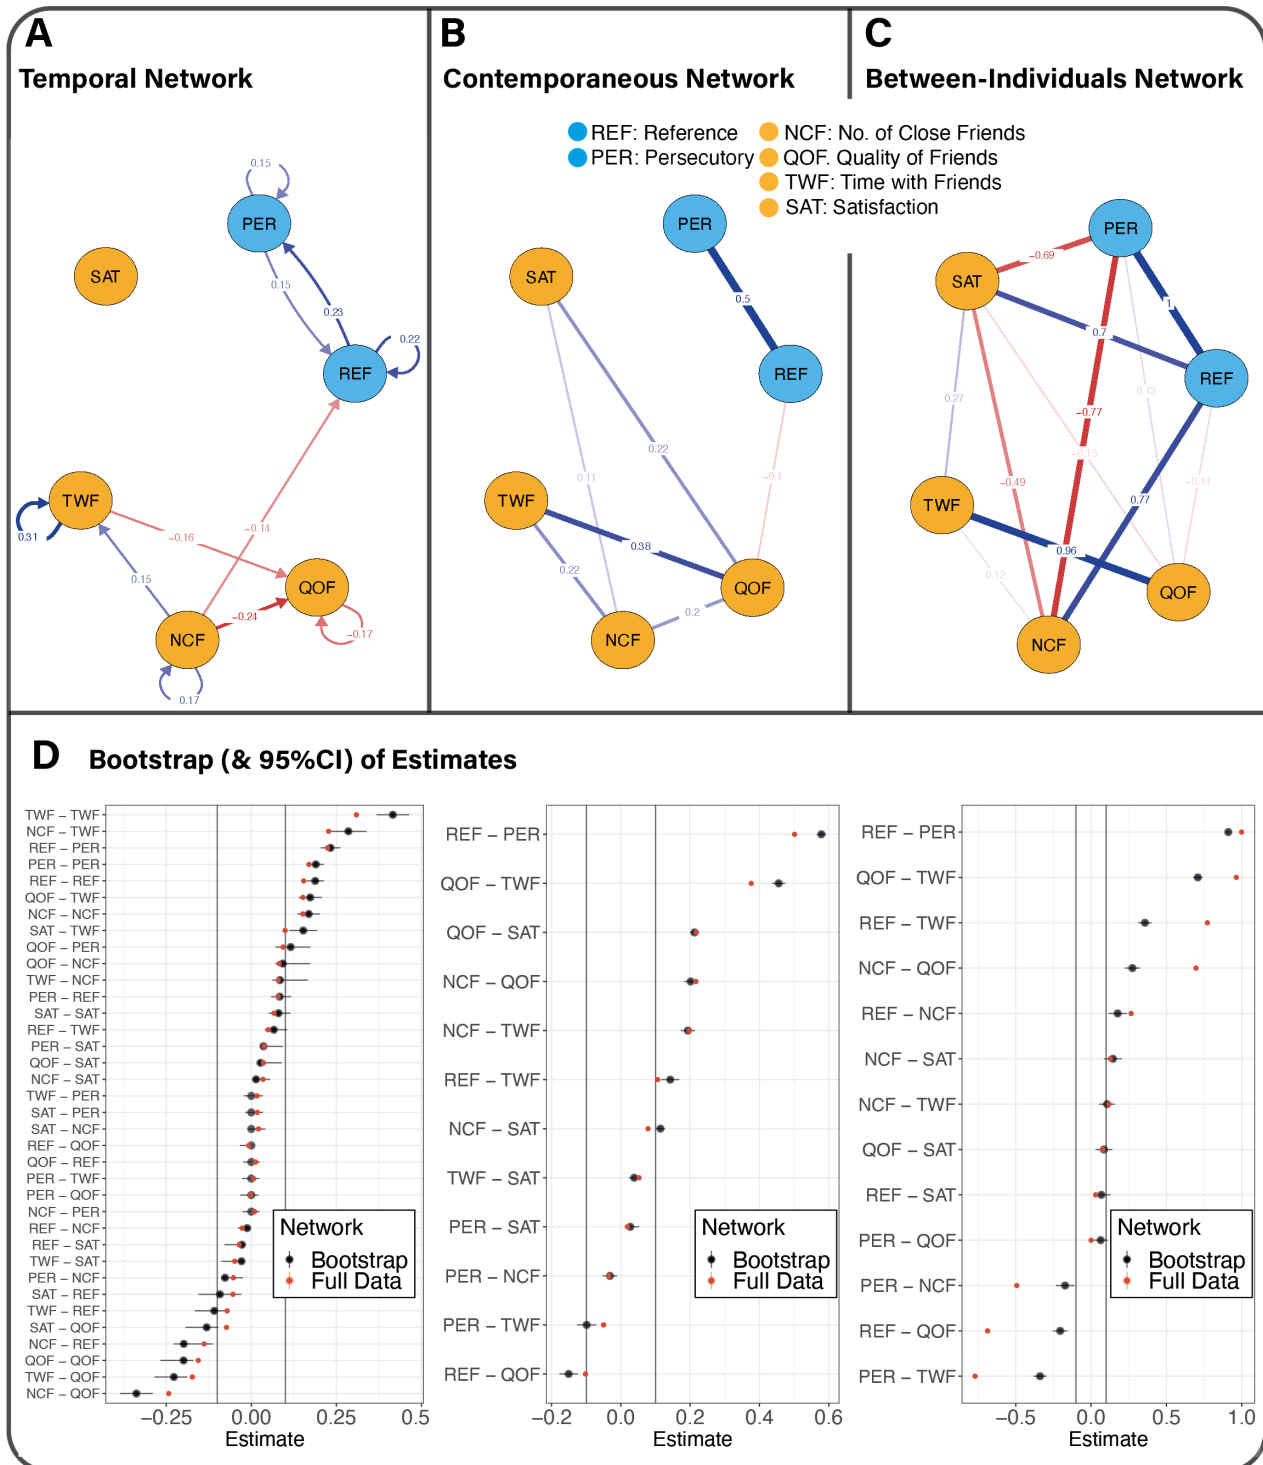 A
Temporal Network
B
Contemporaneous Network
C
Between-Individuals Network
REF: Reference
PER: Persecutory
NCF: No. of Close Friends
QOF. Quality of Friends
TWF: Time with Friends
SAT: Satisfaction
0.15
PER
SAT
0.15
0.23
0.22
REF
TWF
0.31
−0.16
−0.14
0.15
QOF
−0.24
−0.17
NCF
0.17
PER
SAT
0.5
REF
0.22
0.11
−0.1
TWF
0.38
0.22
QOF
0.2
NCF
PER
−0.69
SAT
1
0.7
REF
0.13
0.27
−0.77
−0.15
−0.49
−0.14
0.77
TWF
0.96
0.12
QOF
NCF
D
Bootstrap (& 95%CI) of Estimates
TWF − TWF
NCF − TWF
REF − PER
PER − PER
REF − REF
QOF − TWF
NCF − NCF
SAT − TWF
QOF − PER
QOF − NCF
TWF − NCF
PER − REF
SAT − SAT
REF − TWF
PER − SAT
QOF − SAT
NCF − SAT
TWF − PER
SAT − PER
SAT − NCF
REF − QOF
QOF − REF
PER − TWF
PER − QOF
NCF − PER
REF − NCF
REF − SAT
TWF − SAT
PER − NCF
SAT − REF
TWF − REF
SAT − QOF
NCF − REF
QOF − QOF
TWF − QOF
NCF − QOF
Network
Bootstrap
Full Data
−0.25 0.00 0.25 0.5
Estimate
REF − PER
QOF − TWF
QOF − SAT
NCF − QOF
NCF − TWF
REF − TWF
NCF − SAT
TWF − SAT
PER − SAT
PER − NCF
PER − TWF
REF − QOF
Network
Bootstrap
Full Data
−0.2 0.0 0.2 0.4 0.6
Estimate
REF − PER
QOF − TWF
REF − TWF
NCF − QOF
REF − NCF
NCF − SAT
NCF − TWF
QOF − SAT
REF − SAT
PER − QOF
PER − NCF
REF − QOF
PER − TWF
Network
Bootstrap
Full Data
−0.5 0.0 0.5 1.0
Estimate